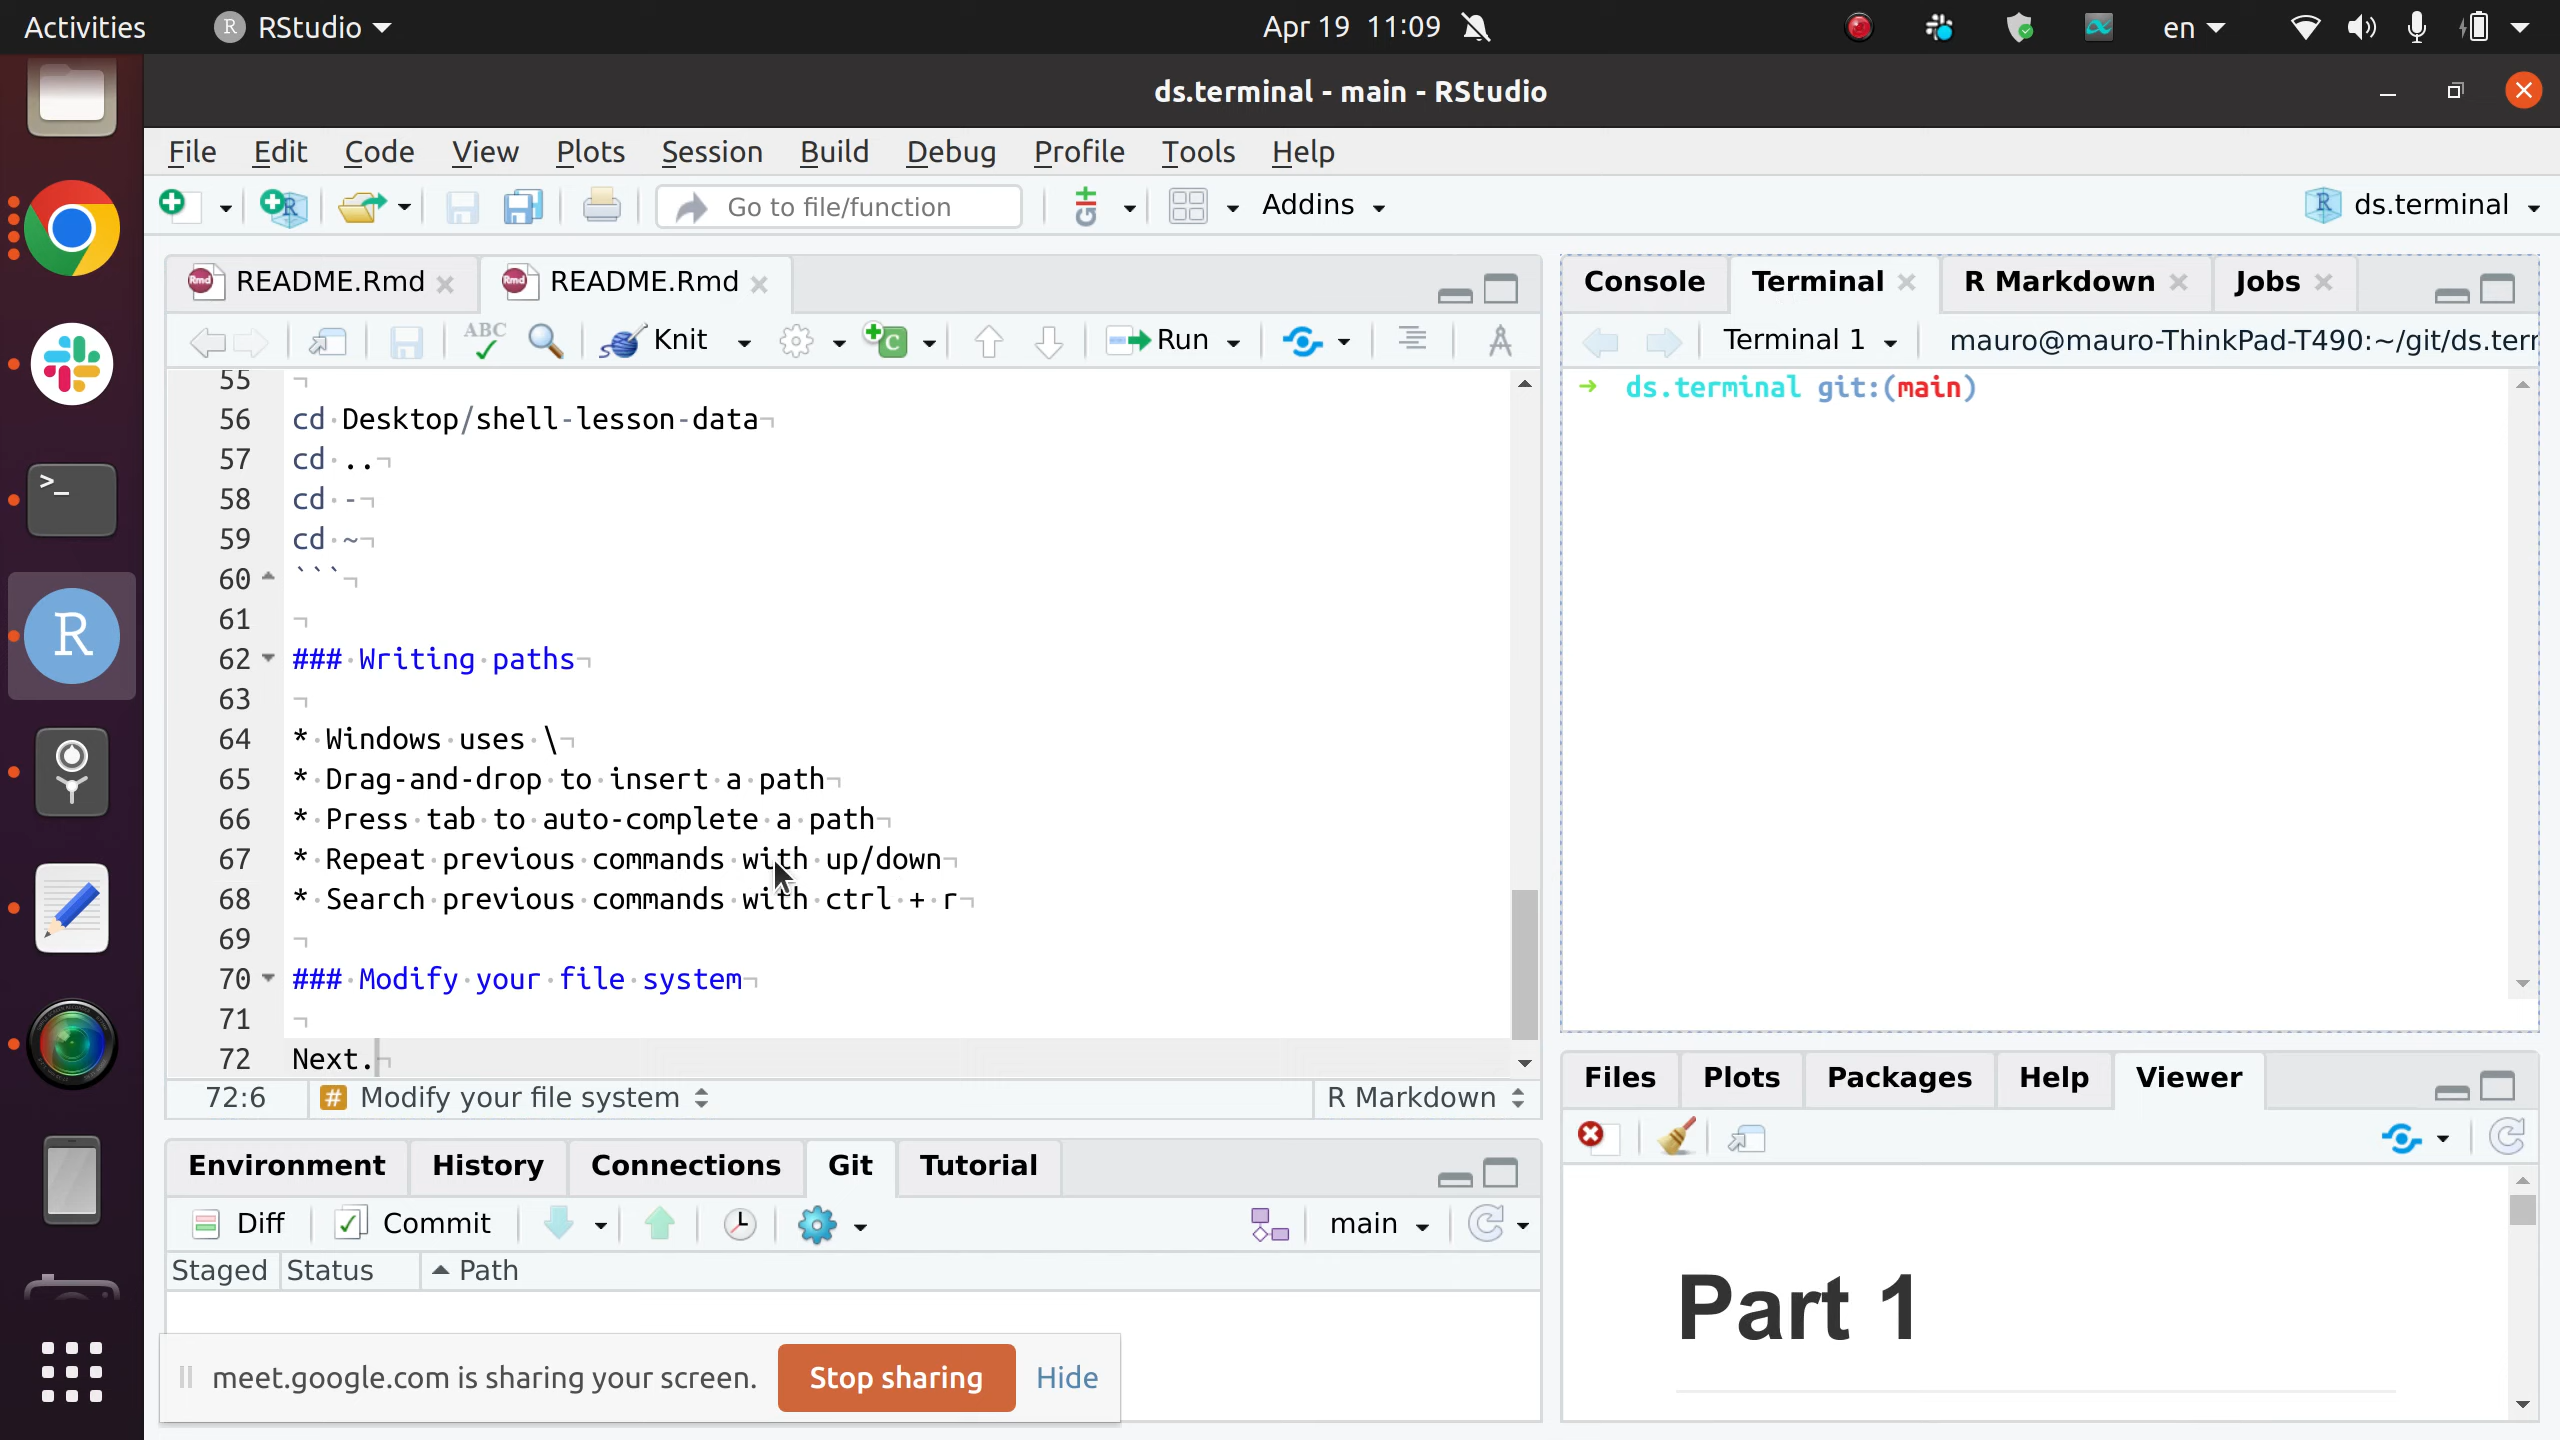 Activities RStudio Apr 19 11:09 en
ds.terminal - main - RStudio
File Edit Code View Plots Session Build Debug Profile Tools Help
Go to file/function Addins ds.terminal
README.Rmd README.Rmd
ABC Knit Run
55
56 cd Desktop/shell-lesson-data
57 cd ..
58 cd -
59 cd ~
60 ```
61
62 ### Writing paths
63
64 * Windows uses \
65 * Drag-and-drop to insert a path
66 * Press tab to auto-complete a path
67 * Repeat previous commands with up/down
68 * Search previous commands with ctrl + r
69
70 ### Modify your file system
71
72 Next.
72:6 # Modify your file system R Markdown
Environment History Connections Git Tutorial
Diff Commit main
Staged Status Path
meet.google.com is sharing your screen. Stop sharing Hide
Console Terminal R Markdown Jobs
Terminal 1 mauro@mauro-ThinkPad-T490:~/git/ds.terr
→ ds.terminal git:(main)
Files Plots Packages Help Viewer
Part 1